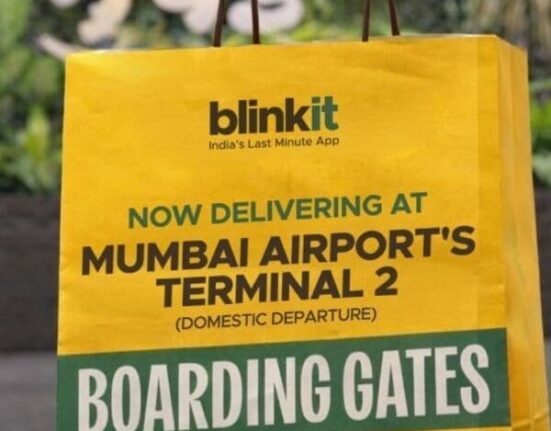 blinkit
India's Last Minute App
NOW DELIVERING AT
MUMBAI AIRPORT'S
TERMINAL 2
(DOMESTIC DEPARTURE)
BOARDING GATES